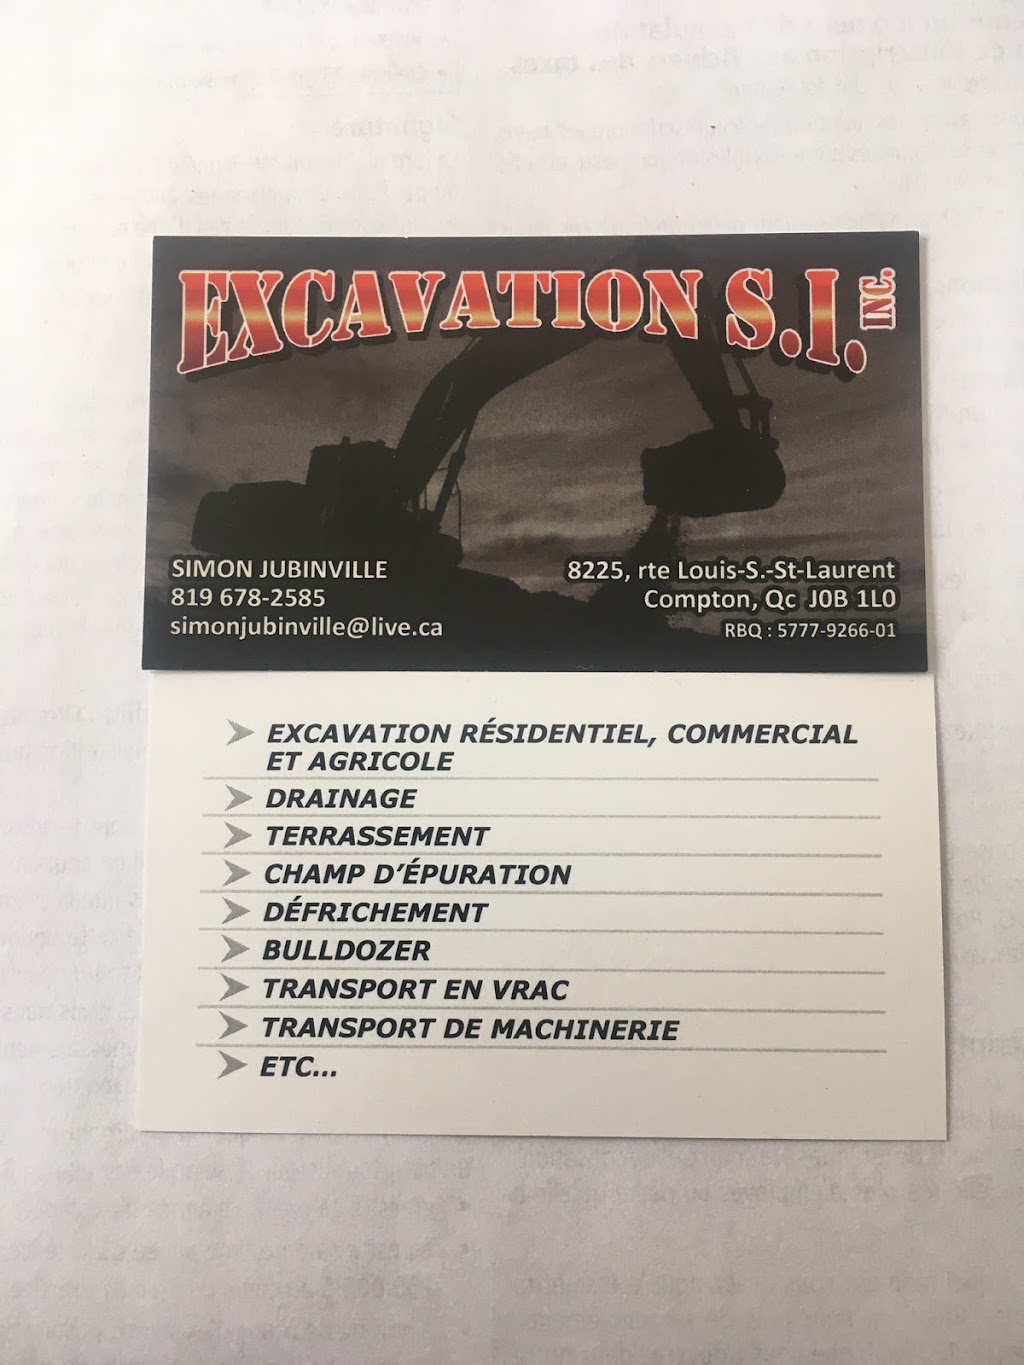 EXCAVATION S.I. INC.
SIMON JUBINVILLE
819 678-2585
simonjubinville@live.ca
8225, rte Louis-S.-St-Laurent
Compton, Qc J0B 1L0
RBQ : 5777-9266-01
EXCAVATION RÉSIDENTIEL, COMMERCIAL
ET AGRICOLE
DRAINAGE
TERRASSEMENT
CHAMP D'ÉPURATION
DÉFRICHEMENT
BULLDOZER
TRANSPORT EN VRAC
TRANSPORT DE MACHINERIE
ETC...